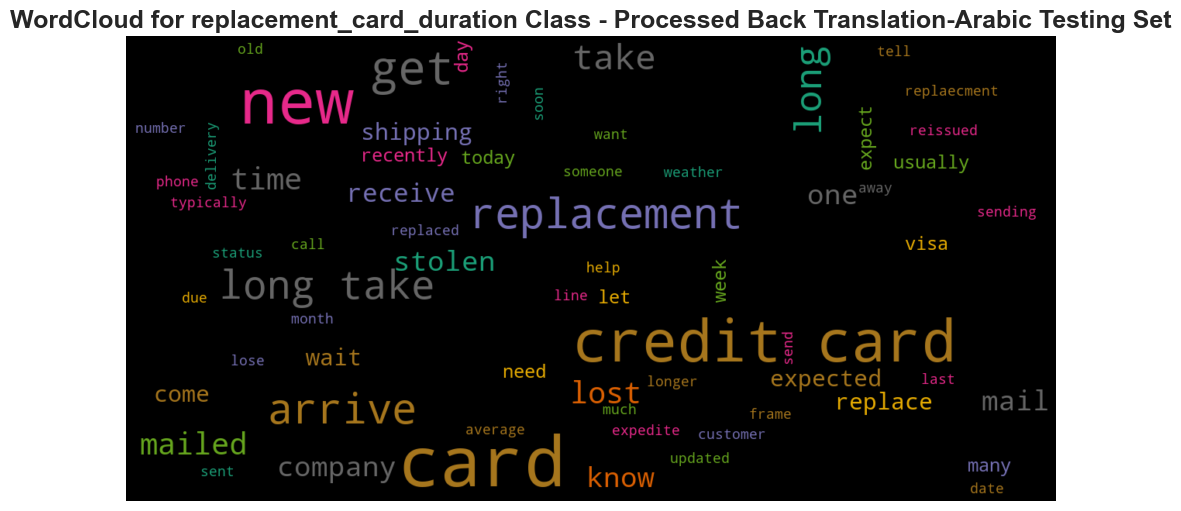 WordCloud for replacement_card_duration Class - Processed Back Translation-Arabic Testing Set
old
get
day
take
long
tell
new
right
soon
replaecment
number
delivery
shipping
want
expect
reissued
recently
today
usually
phone
time
someone
weather
typically
receive
one
away
replacement
sending
replaced
status
call
stolen
visa
help
week
long take
due
line
let
month
credit card
send
lose
wait
need
lost
longer
expected
last
come
arrive
much
replace
mail
frame
mailed
average
expedite
customer
sent
company
card
know
updated
many
date